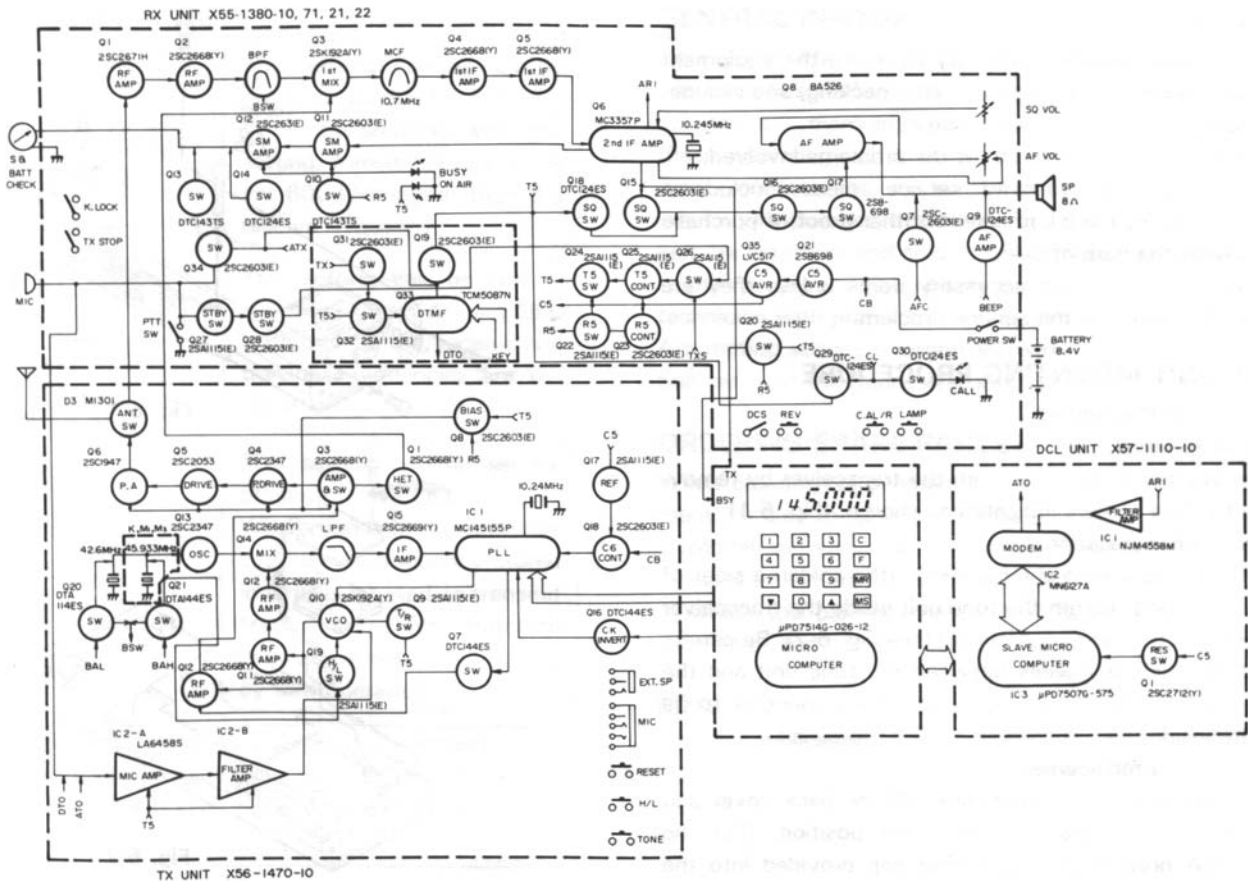 RX UNIT X55-1380-10, 71, 21, 22
Q1
2SC2671H
RF AMP
Q2
2SC2668(Y)
RF AMP
BPF
BSW
Q3
2SK192A(Y)
1st MIX
MCF
10.7 MHz
Q4
2SC2668(Y)
1st IF AMP
Q5
2SC2668(Y)
1st IF AMP
Q6
MC3357P
2nd IF AMP
AR1
10.245MHz
Q8
BA526
AF AMP
SQ VOL
AF VOL
SP
8Ω
S&
BATT
CHECK
Q12
2SC263(E)
SM AMP
Q11
2SC2603(E)
SM AMP
Q13
SW
DTC143TS
Q14
SW
DTC124ES
Q10
SW
DTC143TS
R5
BUSY
ON AIR
T5
K.LOCK
TX STOP
MIC
SW
Q34
2SC2603(E)
ATX
PTT
SW
STBY SW
Q27
2SA1115(E)
STBY SW
Q28
2SC2603(E)
Q31
2SC2603(E)
TX
SW
Q19
2SC2603(E)
SW
T5
SW
Q32
2SA1115(E)
Q33
TCM5087N
DTMF
DTO
KEY
T5
Q18
DTC124ES
SQ SW
Q15
2SC2603(E)
SQ SW
Q16
2SC2603(E)
SQ SW
Q17
2SB-698
SQ SW
Q7
2SC-2603(E)
SW
AFC
Q9
DTC-124ES
AF AMP
BEEP
Q24
2SA1115(E)
T5 SW
T5
Q25
2SA1115(E)
T5 CONT
Q26
2SA1115(E)
SW
TXS
Q35
LVC517
C5 AVR
Q21
2SB698
C5 AVR
C5
CB
R5
R5 SW
Q22
2SA1115(E)
R5 CONT
Q23
2SC2603(E)
Q20
2SA1115(E)
SW
T5
R5
POWER SW
BATTERY
8.4V
Q29
DTC-124ES
SW
CL
Q30
DTC124ES
SW
CALL
DCS REV C.AL/R LAMP
D3 MI301
ANT SW
BIAS SW
Q8
2SC2603(E)
T5
R5
Q6
2SC1947
P.A
Q5
2SC2053
DRIVE
Q4
2SC2347
P.DRIVE
Q3
2SC2668(Y)
AMP & SW
Q1
2SC2668(Y)
HET SW
C5
Q17
2SA1115(E)
REF
Q18
2SC2603(E)
C6 CONT
CB
10.24MHz
IC1
MC145155P
PLL
K,M1,M2
42.6MHz
45.933MHz
Q13
2SC2347
OSC
Q14
2SC2668(Y)
MIX
LPF
Q15
2SC2669(Y)
IF AMP
Q20
DTA
114ES
SW
Q21
DTA144ES
SW
BAL
BSW
BAH
Q12
2SC2668(Y)
RF AMP
Q10
2SK192A(Y)
VCO
Q9
2SA1115(E)
T/R SW
T5
RF AMP
Q11
2SC2668(Y)
Q12
2SC2668(Y)
RF AMP
Q19
H/L SW
2SA1115(E)
Q7
DTC144ES
SW
Q16 DTC144ES
CK INVERT
IC2-A
LA6458S
MIC AMP
IC2-B
FILTER AMP
DTO
ATO
T5
EXT. SP
MIC
RESET
H/L
TONE
TX UNIT X56-1470-10
TX
BSY
145.000
1 2 3 C
4 5 6 F
7 8 9 MR
▼ 0 ▲ MS
μPD7514G-026-12
MICRO
COMPUTER
DCL UNIT X57-1110-10
ATO
AR1
FILTER AMP
IC1
NJM4558M
MODEM
IC2
MN6127A
SLAVE MICRO
COMPUTER
IC3 μPD7507G-575
RES SW
C5
Q1
2SC2712(Y)